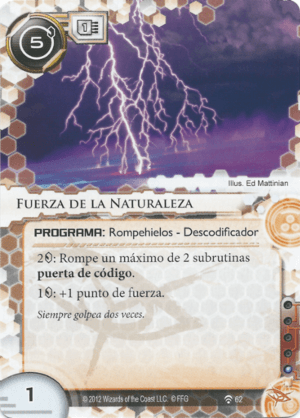 5
1
Illus. Ed Mattinian
FUERZA DE LA NATURALEZA
PROGRAMA: Rompehielos - Descodificador
2: Rompe un máximo de 2 subrutinas
puerta de código.
1: +1 punto de fuerza.
Siempre golpea dos veces.
1
©2012 Wizards of the Coast LLC. © FFG
62